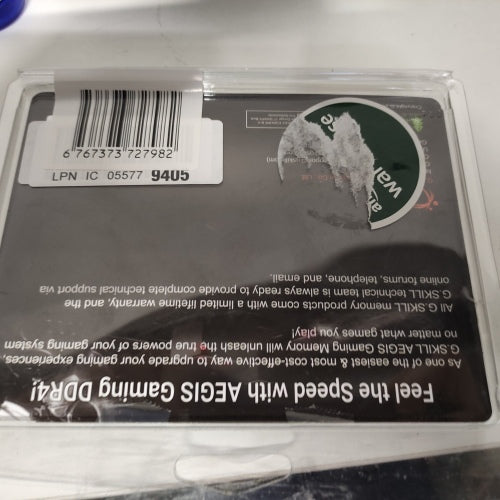 Feel the Speed with AEGIS Gaming DDR4!
As one of the easiest & most cost-effective way to upgrade your gaming experiences,
G.SKILL AEGIS Gaming Memory will unleash the true powers of your gaming system
no matter what games you play!
All G.SKILL memory products come with a limited lifetime warranty, and the
G.SKILL technical team is always ready to provide complete technical support via
online forums, telephone, and email.
6 767373 727982
LPN IC 05577 9405